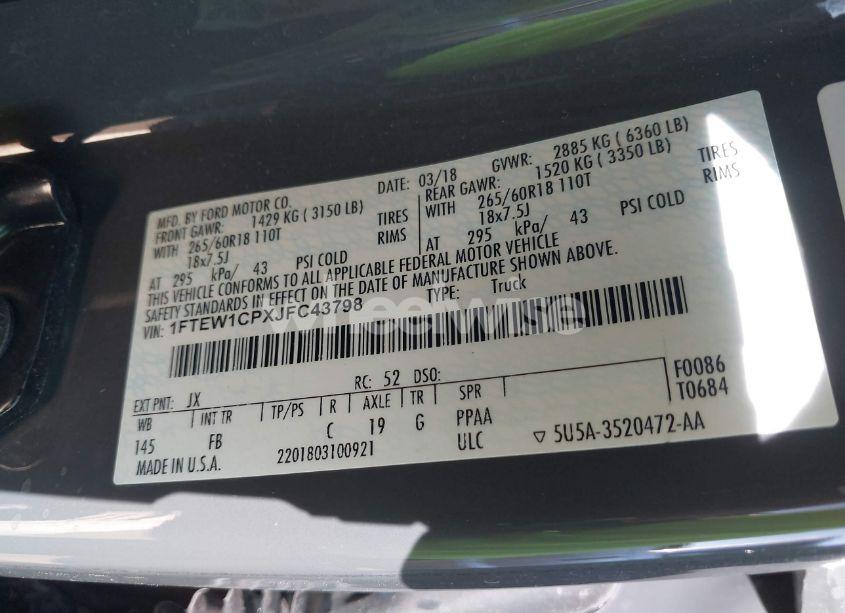 MFD. BY FORD MOTOR CO.
DATE: 03/18 GVWR: 2885 KG ( 6360 LB)
FRONT GAWR: 1429 KG ( 3150 LB) REAR GAWR: 1520 KG ( 3350 LB)
WITH 265/60R18 110T TIRES WITH 265/60R18 110T TIRES
18x7.5J RIMS 18x7.5J RIMS
AT 295 kPa/ 43 PSI COLD AT 295 kPa/ 43 PSI COLD
THIS VEHICLE CONFORMS TO ALL APPLICABLE FEDERAL MOTOR VEHICLE
SAFETY STANDARDS IN EFFECT ON THE DATE OF MANUFACTURE SHOWN ABOVE.
VIN: 1FTEW1CPXJFC43798 TYPE: Truck
wheelwise
F0086
T0684
EXT PNT: JX RC: 52 DSO:
WB INT TR TP/PS R AXLE TR SPR
145 FB C 19 G PPAA
ULC
MADE IN U.S.A. 2201803100921 ▽ 5U5A-3520472-AA